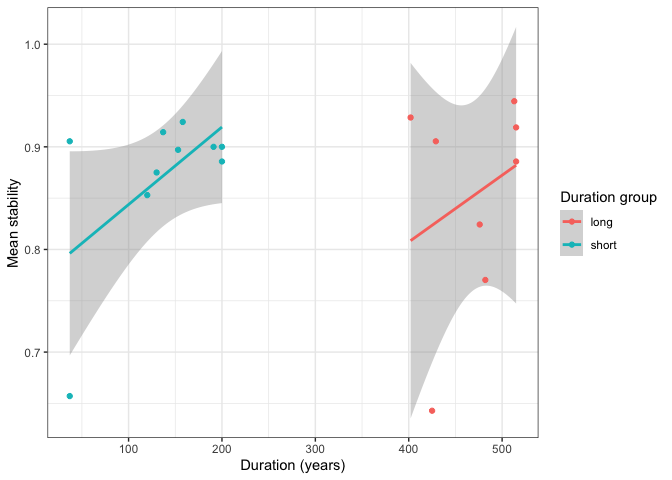 1.0
0.9
0.8
0.7
Mean stability
100 200 300 400 500
Duration (years)
Duration group
long
short